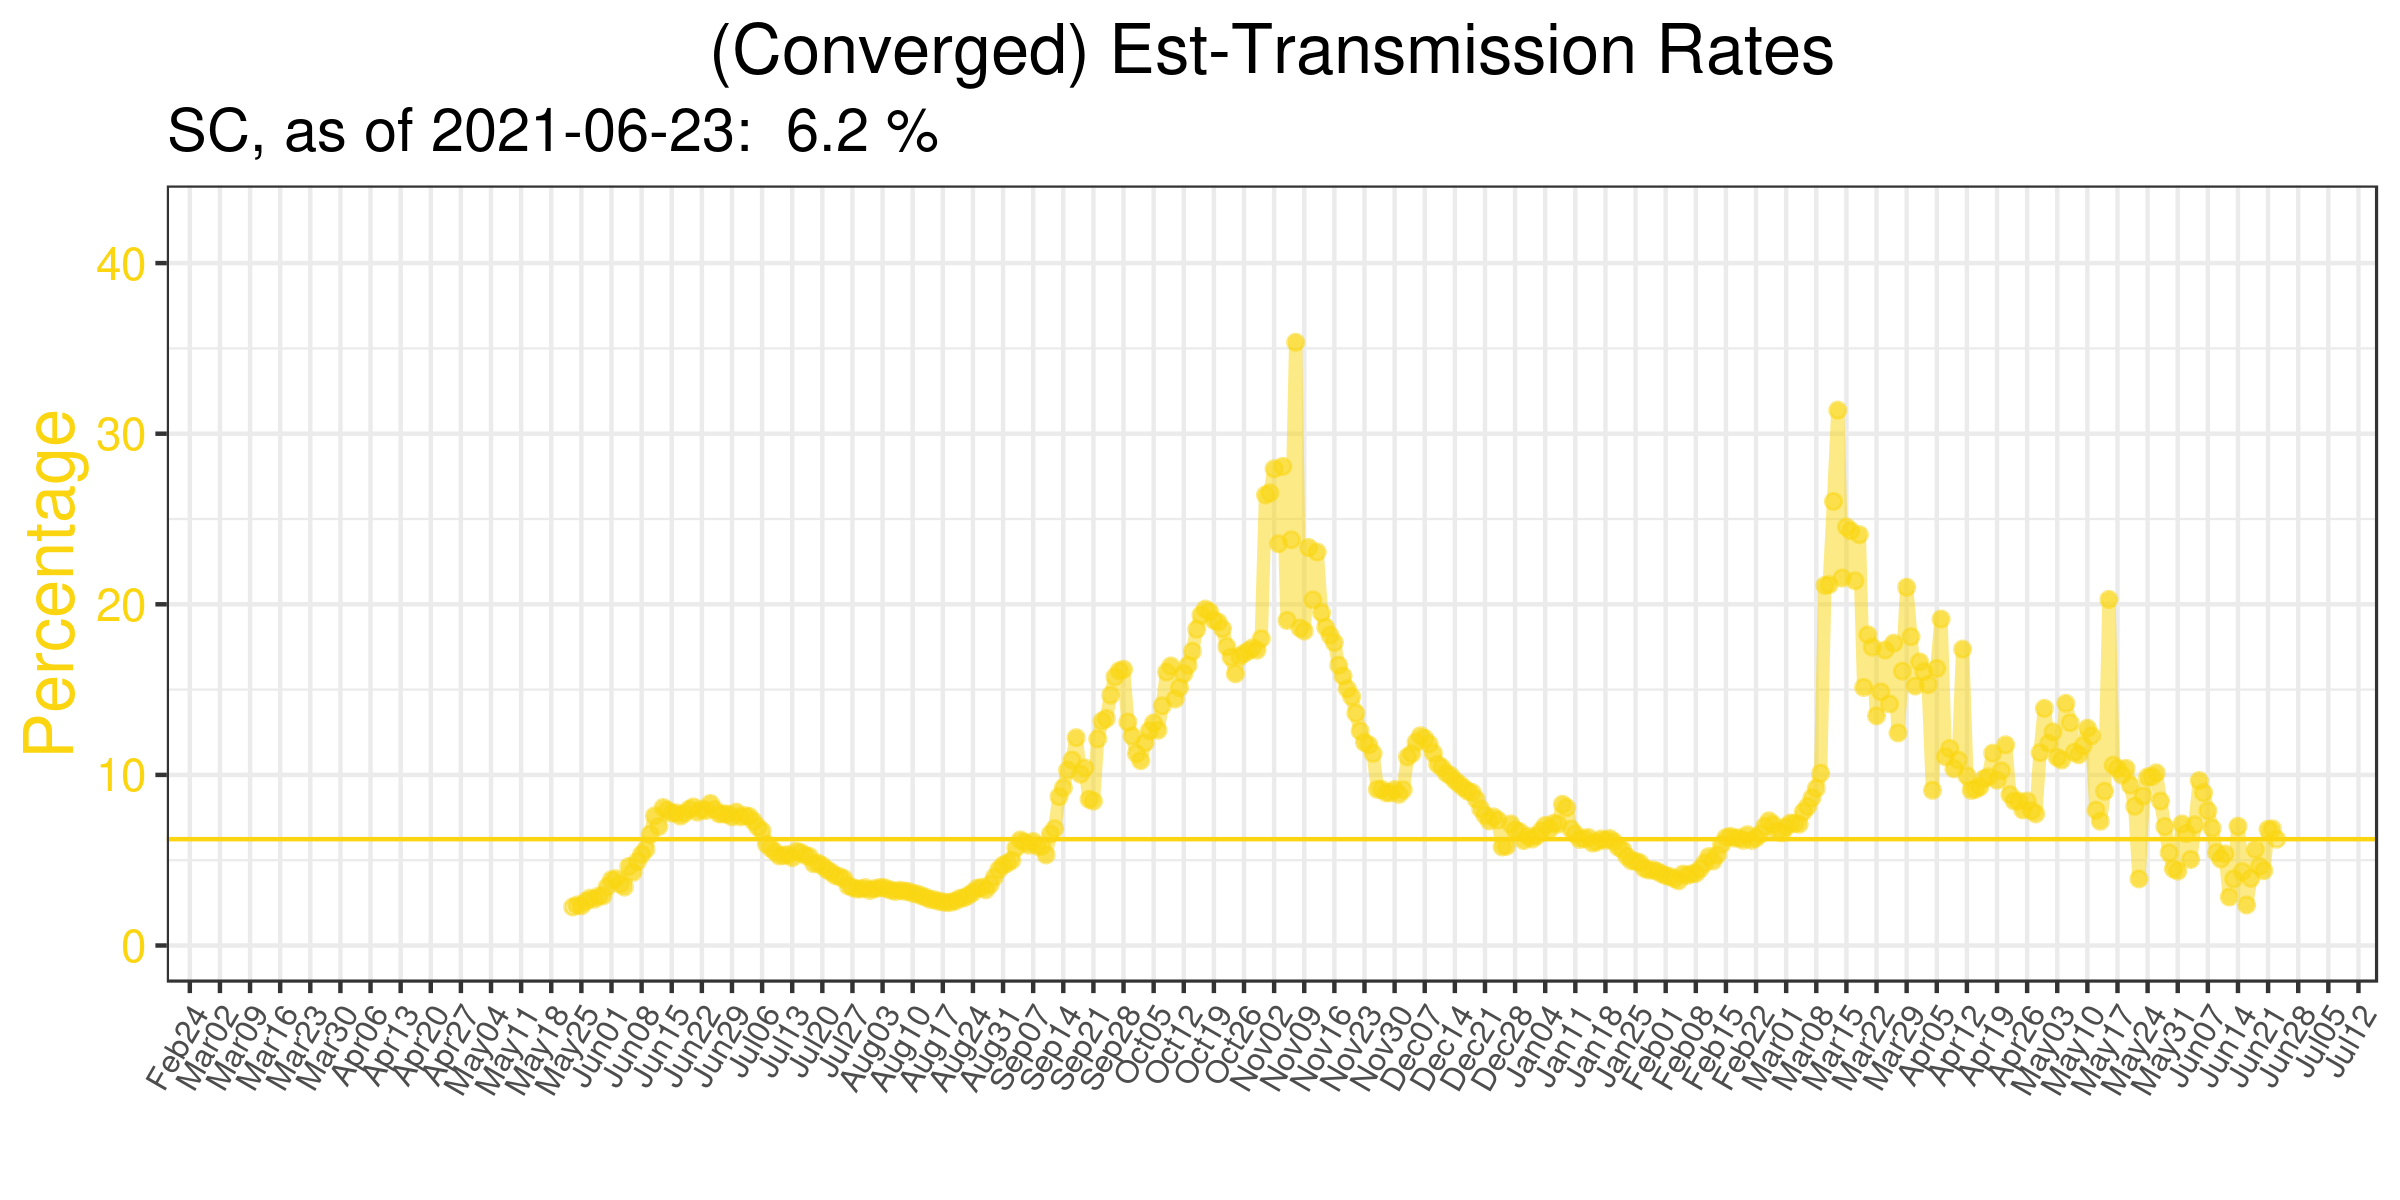 (Converged) Est-Transmission Rates
SC, as of 2021-06-23: 6.2 %
Percentage
40
30
20
10
0
Feb24
Mar02
Mar09
Mar16
Mar23
Mar30
Apr06
Apr13
Apr20
Apr27
May04
May11
May18
May25
Jun01
Jun08
Jun15
Jun22
Jun29
Jul06
Jul13
Jul20
Jul27
Aug03
Aug10
Aug17
Aug24
Aug31
Sep07
Sep14
Sep21
Sep28
Oct05
Oct12
Oct19
Oct26
Nov02
Nov09
Nov16
Nov23
Nov30
Dec07
Dec14
Dec21
Dec28
Jan04
Jan11
Jan18
Jan25
Feb01
Feb08
Feb15
Feb22
Mar01
Mar08
Mar15
Mar22
Mar29
Apr05
Apr12
Apr19
Apr26
May03
May10
May17
May24
May31
Jun07
Jun14
Jun21
Jun28
Jul05
Jul12